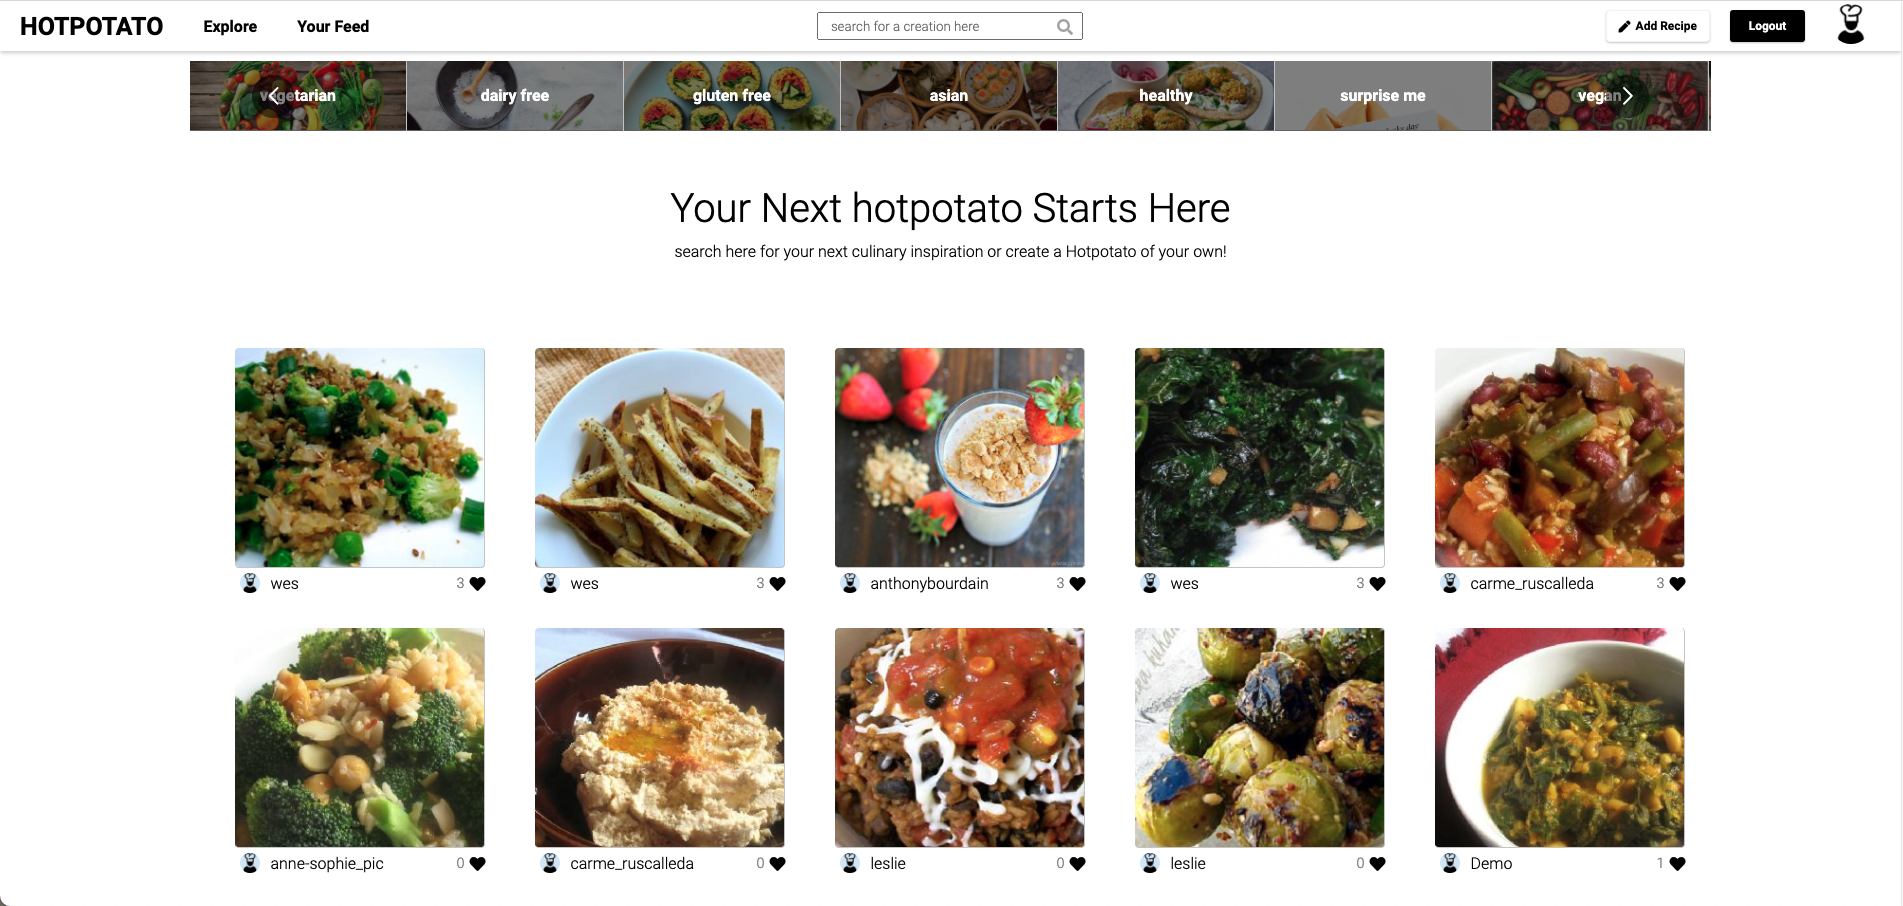 HOTPOTATO Explore Your Feed search for a creation here Add Recipe Logout
vegetarian dairy free gluten free asian healthy surprise me vegan
Your Next hotpotato Starts Here
search here for your next culinary inspiration or create a Hotpotato of your own!
wes 3 wes 3 anthonybourdain 3 wes 3 carme_ruscalleda 3
anne-sophie_pic 0 carme_ruscalleda 0 leslie 0 leslie 0 Demo 1